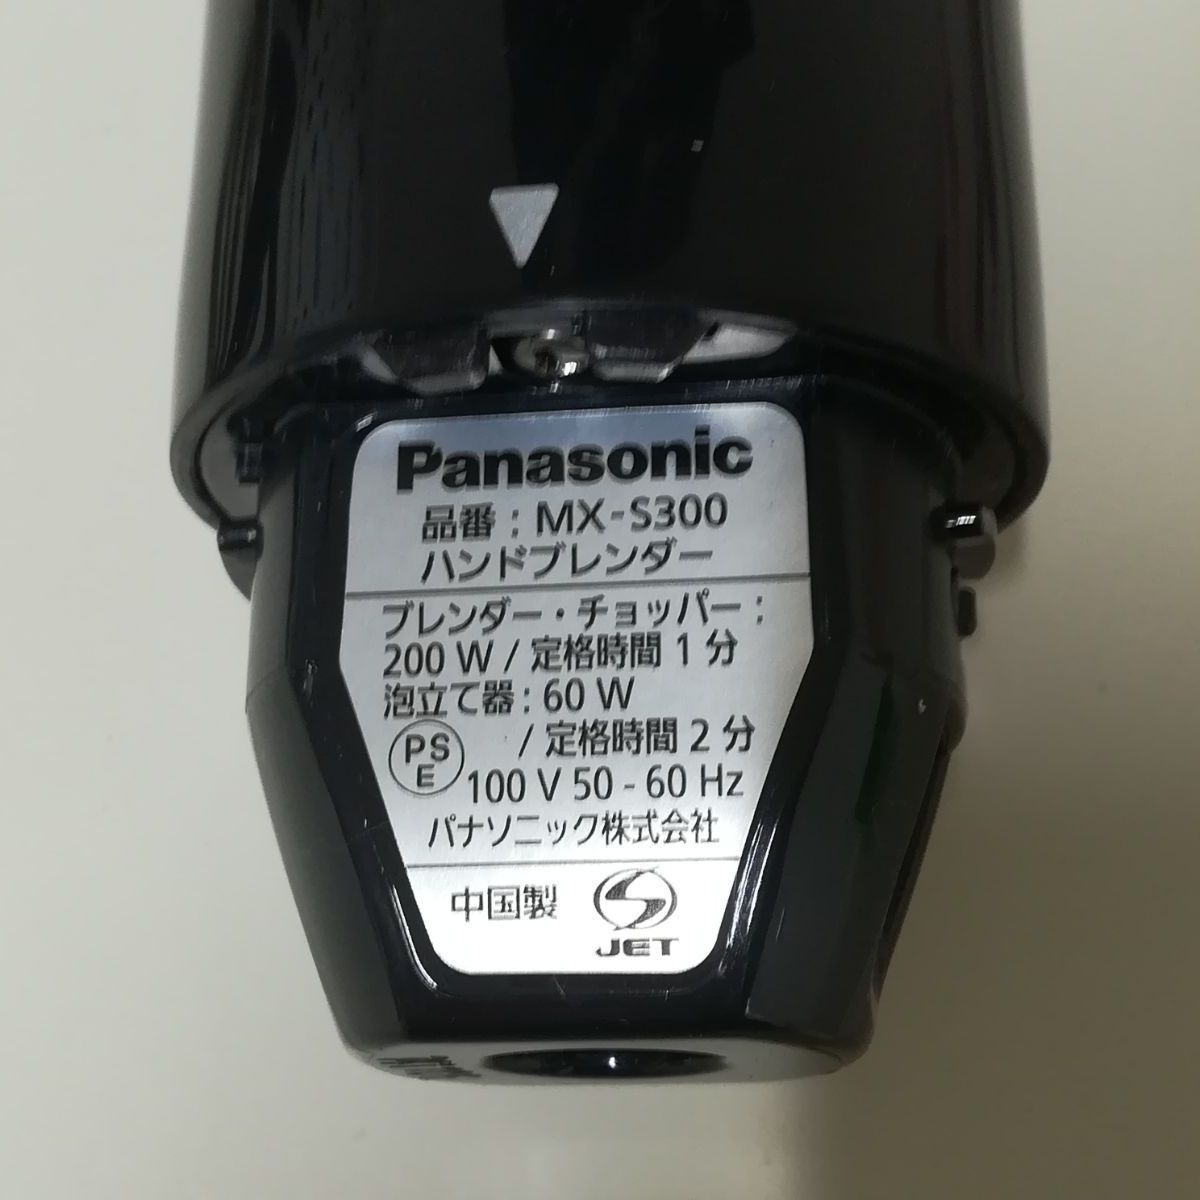 Panasonic
品番 : MX-S300
ハンドブレンダー
ブレンダー・チョッパー :
200 W / 定格時間 1 分
泡立て器 : 60 W
/ 定格時間 2 分
PS
E
100 V 50 - 60 Hz
パナソニック株式会社
中国製
JET